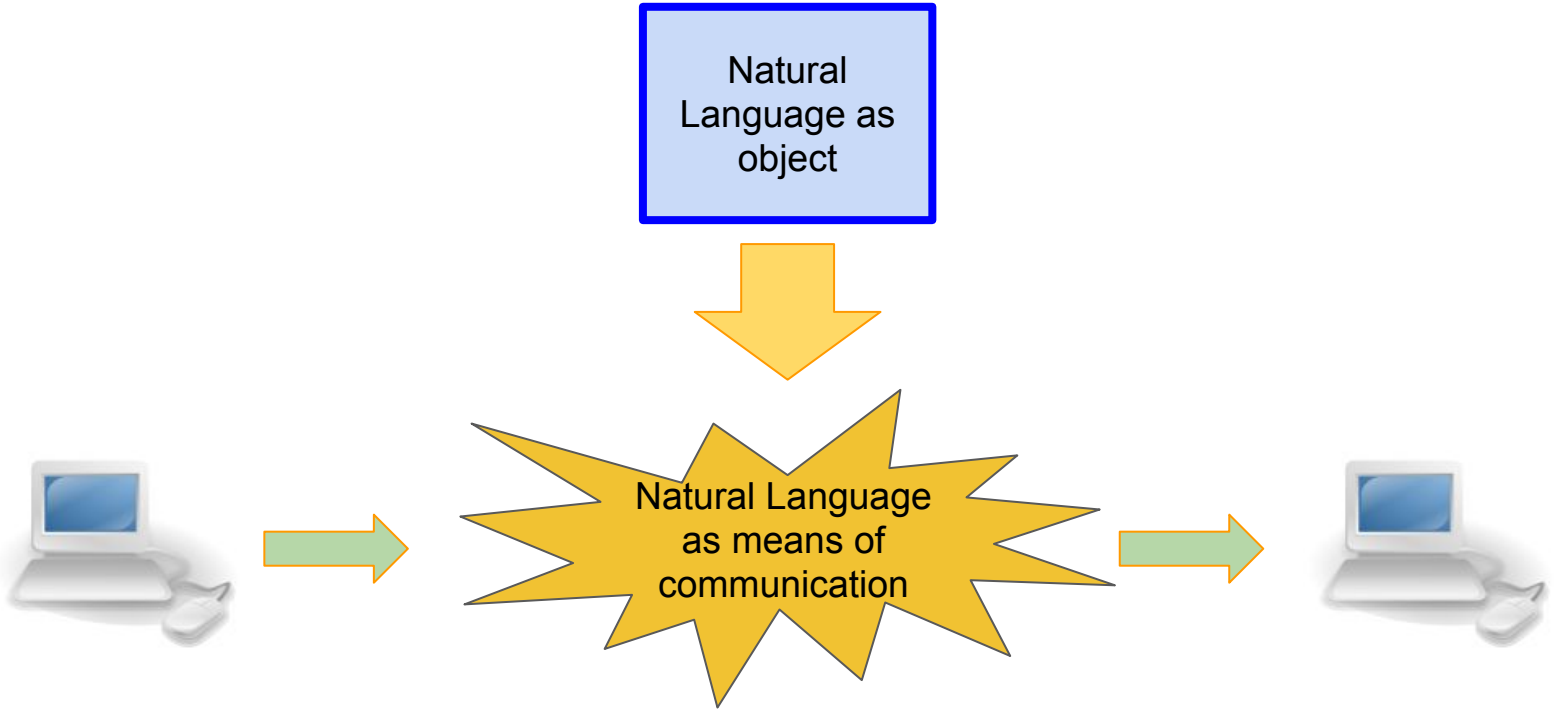 Natural
Language as
object
Natural Language
as means of
communication